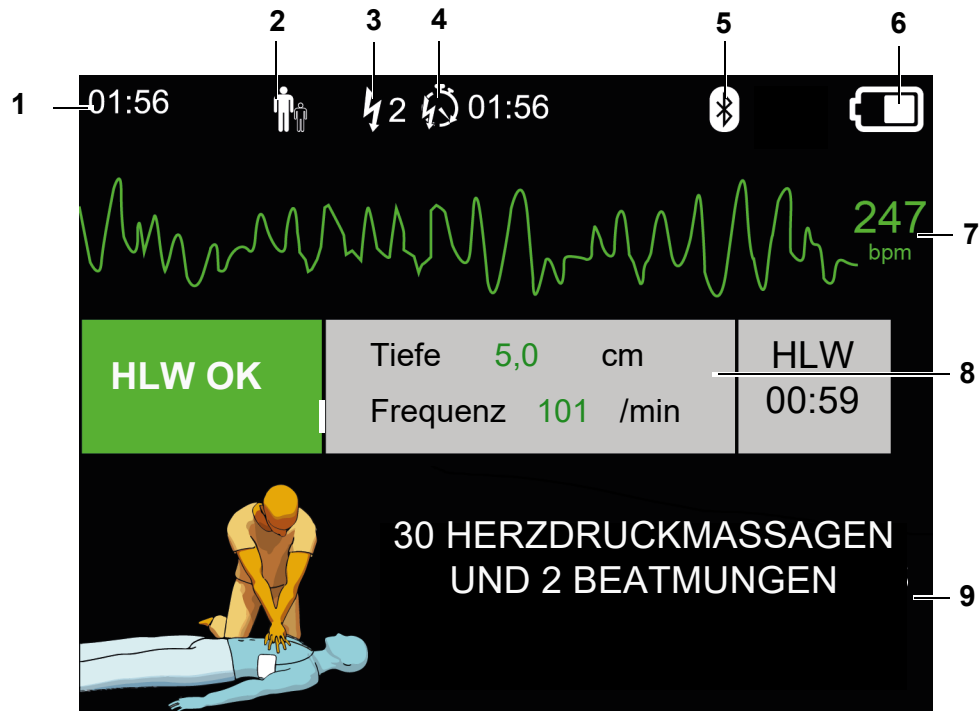 2 3 4 5 6
1 01:56 2 01:56
247
bpm 7
HLW OK Tiefe 5,0 cm HLW
8
Frequenz 101 /min 00:59
30 HERZDRUCKMASSAGEN
UND 2 BEATMUNGEN 9